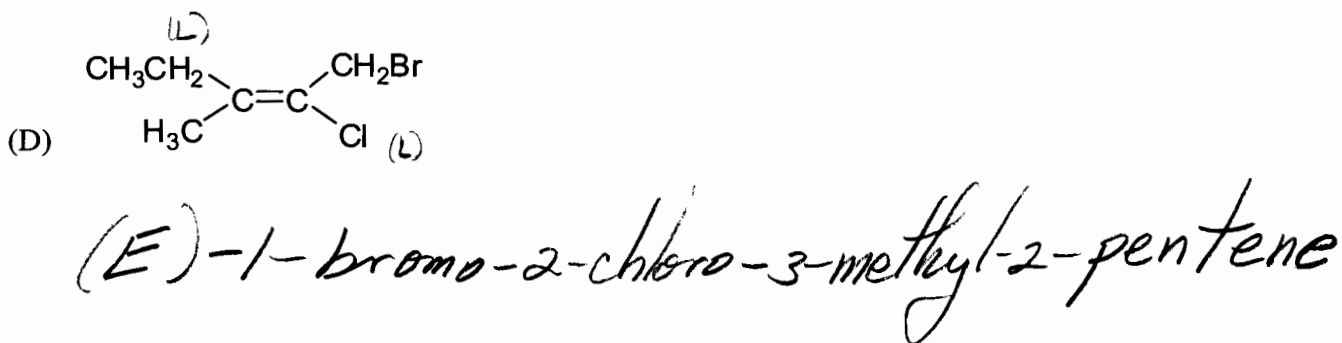 (L)
CH₃CH₂ CH₂Br
C=C
(D) H₃C Cl (L)
(E)-1-bromo-2-chloro-3-methyl-2-pentene